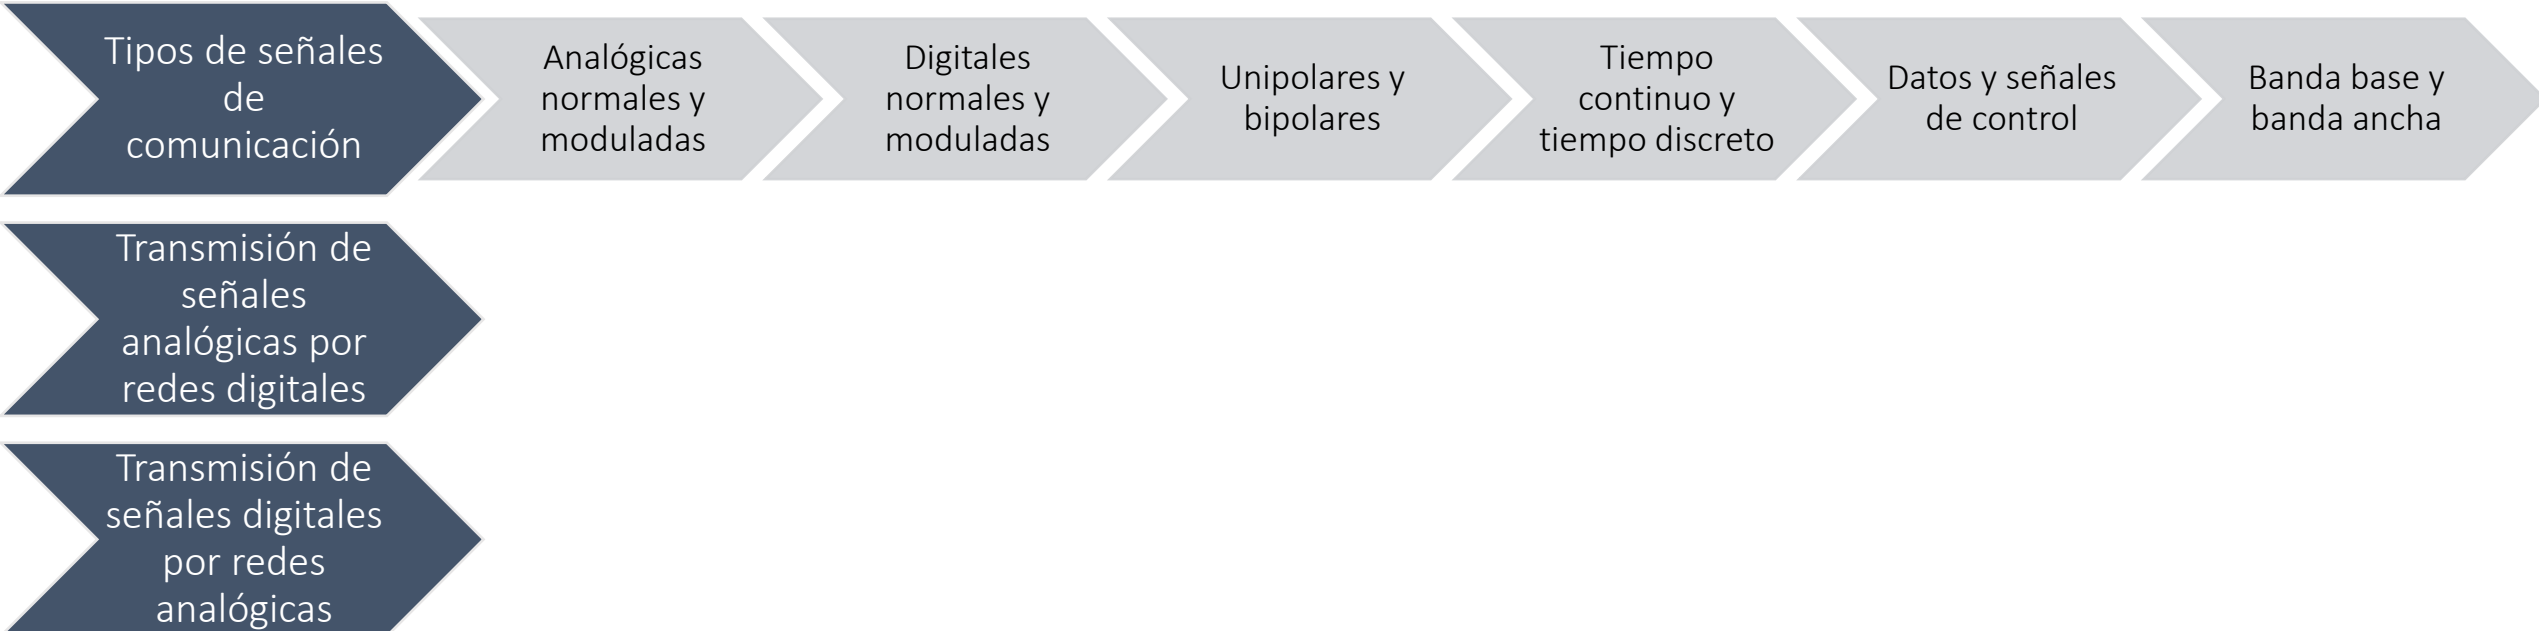 Tipos de señales
de
comunicación
Analógicas
normales y
moduladas
Digitales
normales y
moduladas
Unipolares y
bipolares
Tiempo
continuo y
tiempo discreto
Datos y señales
de control
Banda base y
banda ancha
Transmisión de
señales
analógicas por
redes digitales
Transmisión de
señales digitales
por redes
analógicas